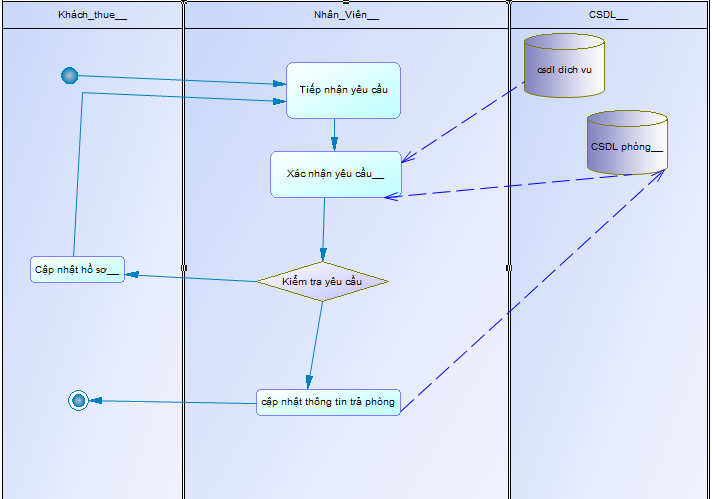 Khách_thue__
Nhân_Viên__
CSDL__
csdl dich vu
Tiếp nhận yêu cầu
CSDL phòng__
Xác nhận yêu cầu__
Cập nhật hồ sơ__
Kiểm tra yêu cầu
cập nhật thông tin trả phòng